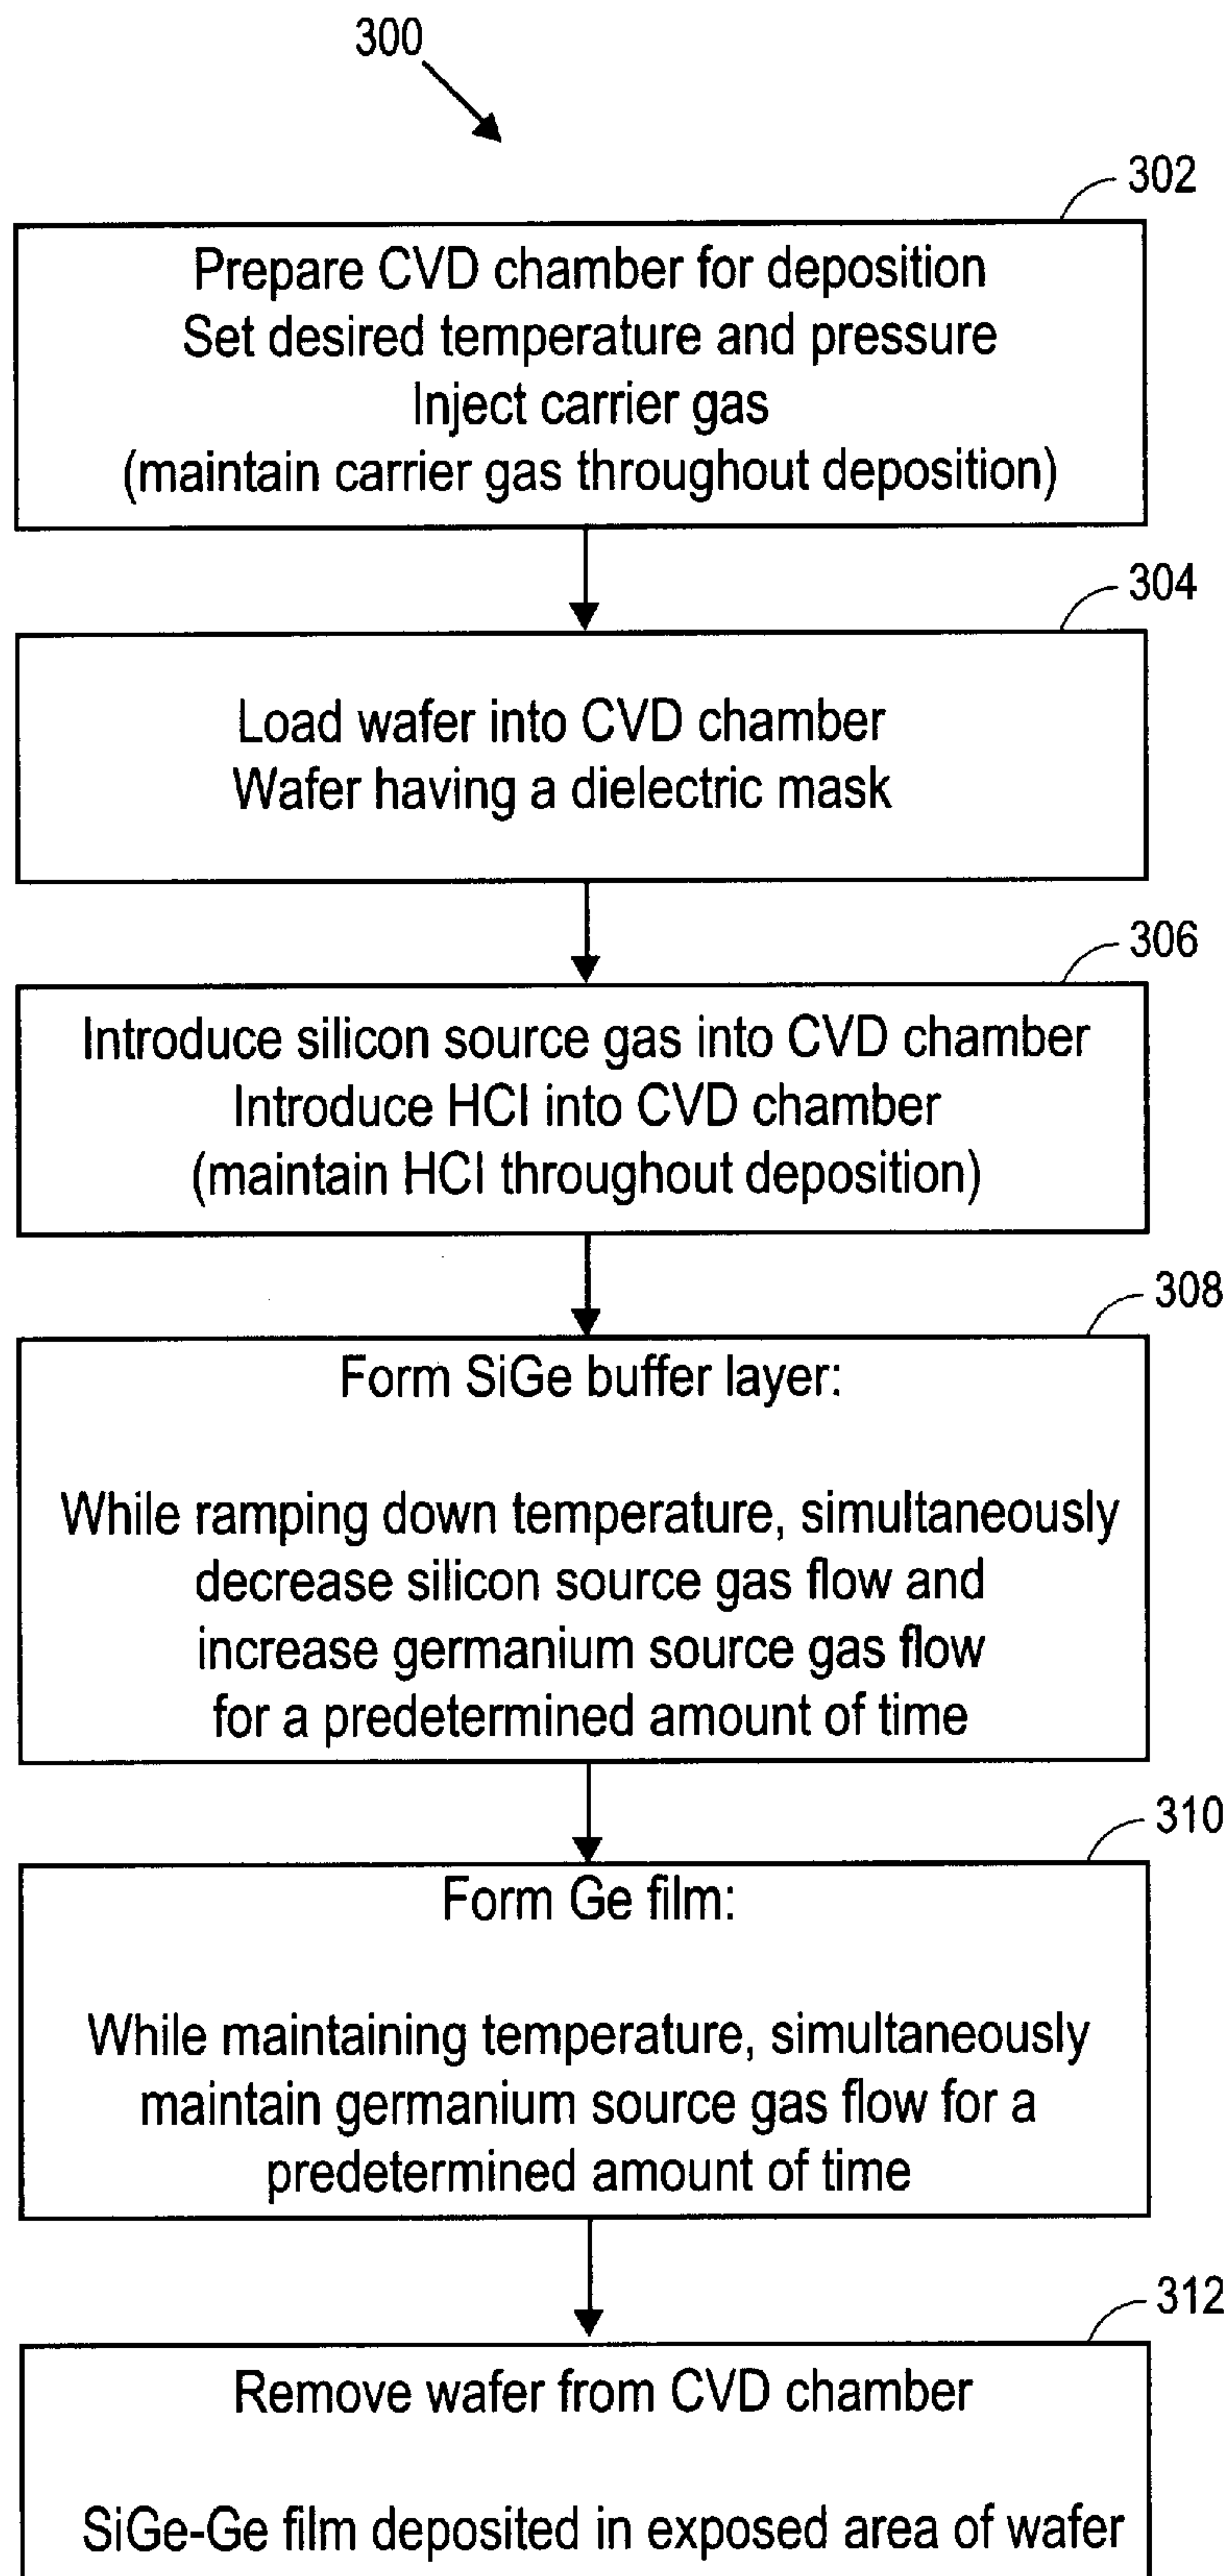 300
302
Prepare CVD chamber for deposition
Set desired temperature and pressure
Inject carrier gas
(maintain carrier gas throughout deposition)
304
Load wafer into CVD chamber
Wafer having a dielectric mask
306
Introduce silicon source gas into CVD chamber
Introduce HCl into CVD chamber
(maintain HCl throughout deposition)
308
Form SiGe buffer layer:
While ramping down temperature, simultaneously
decrease silicon source gas flow and
increase germanium source gas flow
for a predetermined amount of time
310
Form Ge film:
While maintaining temperature, simultaneously
maintain germanium source gas flow for a
predetermined amount of time
312
Remove wafer from CVD chamber
SiGe-Ge film deposited in exposed area of wafer